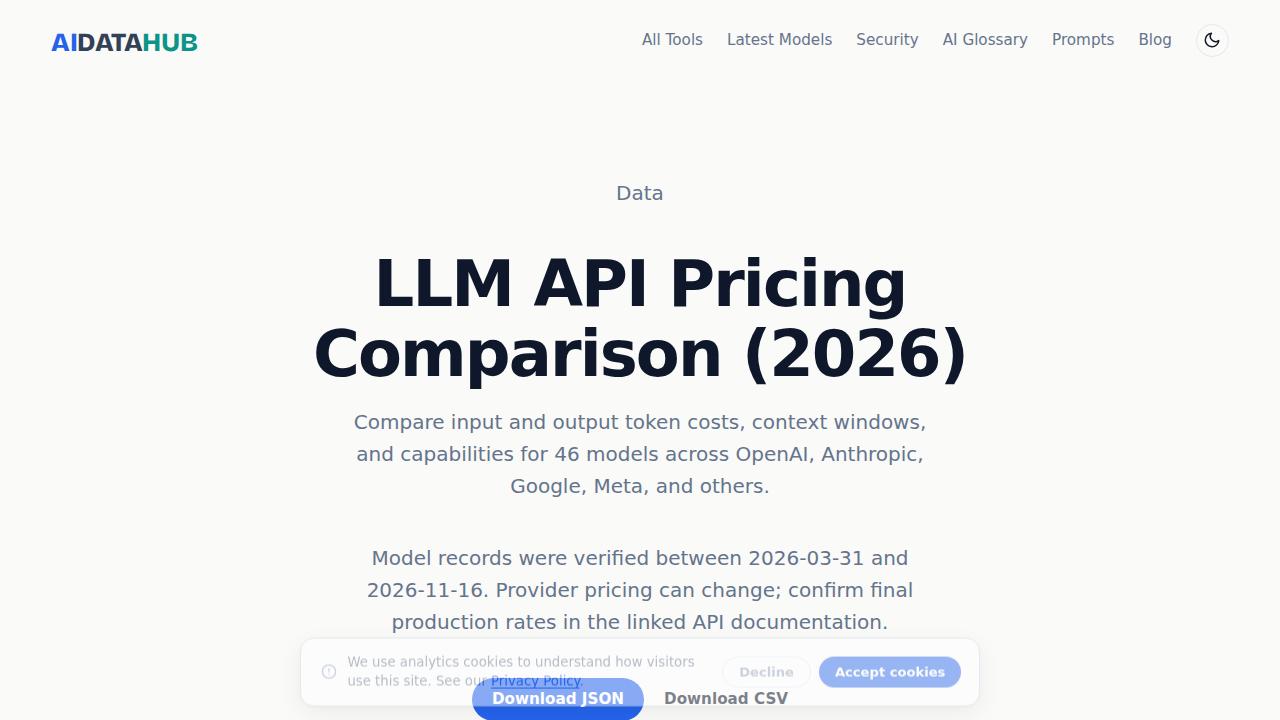 AIDATAHUB
All Tools
Latest Models
Security
AI Glossary
Prompts
Blog
Data
LLM API Pricing
Comparison (2026)
Compare input and output token costs, context windows,
and capabilities for 46 models across OpenAI, Anthropic,
Google, Meta, and others.
Model records were verified between 2026-03-31 and
2026-11-16. Provider pricing can change; confirm final
production rates in the linked API documentation.
We use analytics cookies to understand how visitors
use this site. See our Privacy Policy.
Decline
Accept cookies
Download JSON
Download CSV